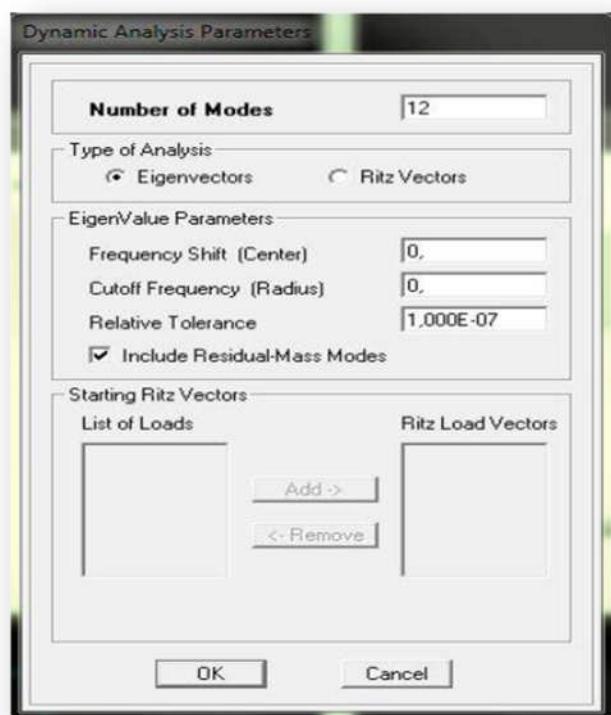 Dynamic Analysis Parameters
Number of Modes 12
Type of Analysis
Eigenvectors Ritz Vectors
EigenValue Parameters
Frequency Shift (Center) 0,
Cutoff Frequency (Radius) 0,
Relative Tolerance 1,000E-07
Include Residual-Mass Modes
Starting Ritz Vectors
List of Loads Ritz Load Vectors
Add ->
<- Remove
OK Cancel